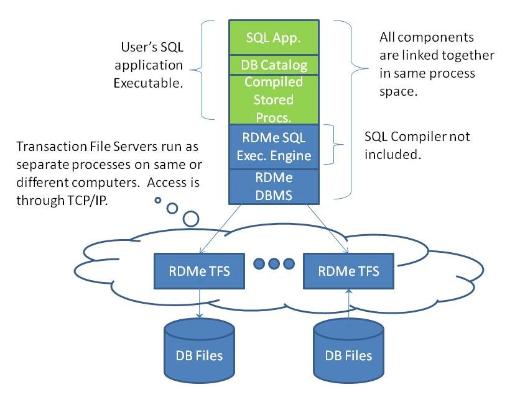 User's SQL
application
Executable.
SQL App.
DB Catalog
Compiled
Stored
Procs.
RDMe SQL
Exec. Engine
RDMe
DBMS
All components
are linked together
in same process
space.
SQL Compiler not
included.
Transaction File Servers run as
separate processes on same or
different computers.  Access is
through TCP/IP.
RDMe TFS
RDMe TFS
DB Files
DB Files